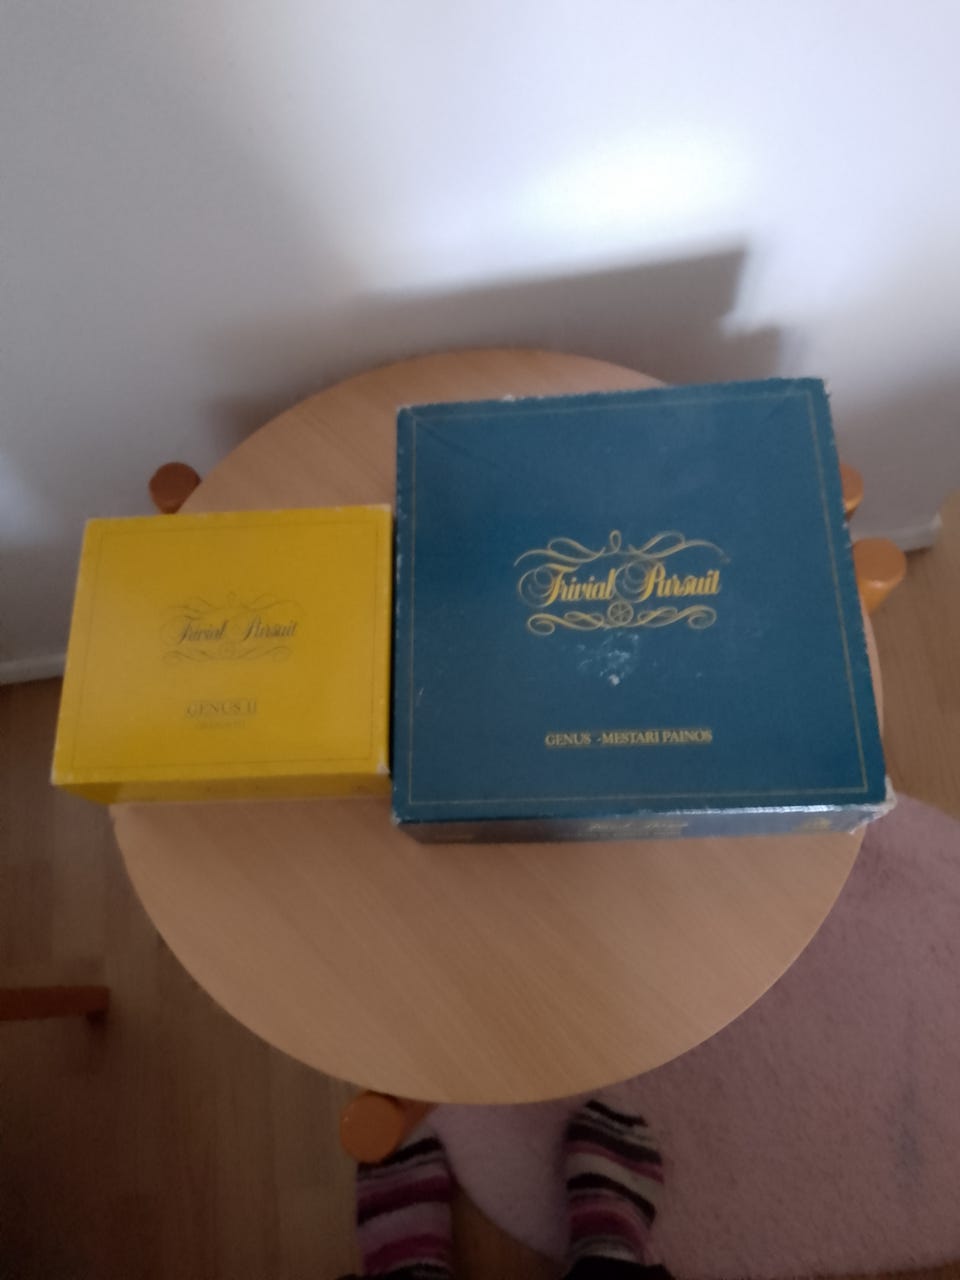 Trivial Pursuit
GENUS II
Trivial Pursuit
GENUS -MESTARI PAINOS